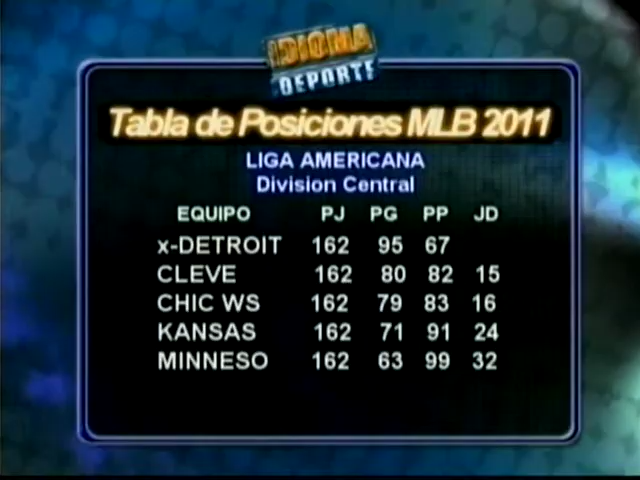 IDIOMA
DEPORTE
Tabla de Posiciones MLB 2011
LIGA AMERICANA
Division Central
EQUIPO PJ PG PP JD
x-DETROIT 162 95 67
CLEVE 162 80 82 15
CHIC WS 162 79 83 16
KANSAS 162 71 91 24
MINNESO 162 63 99 32